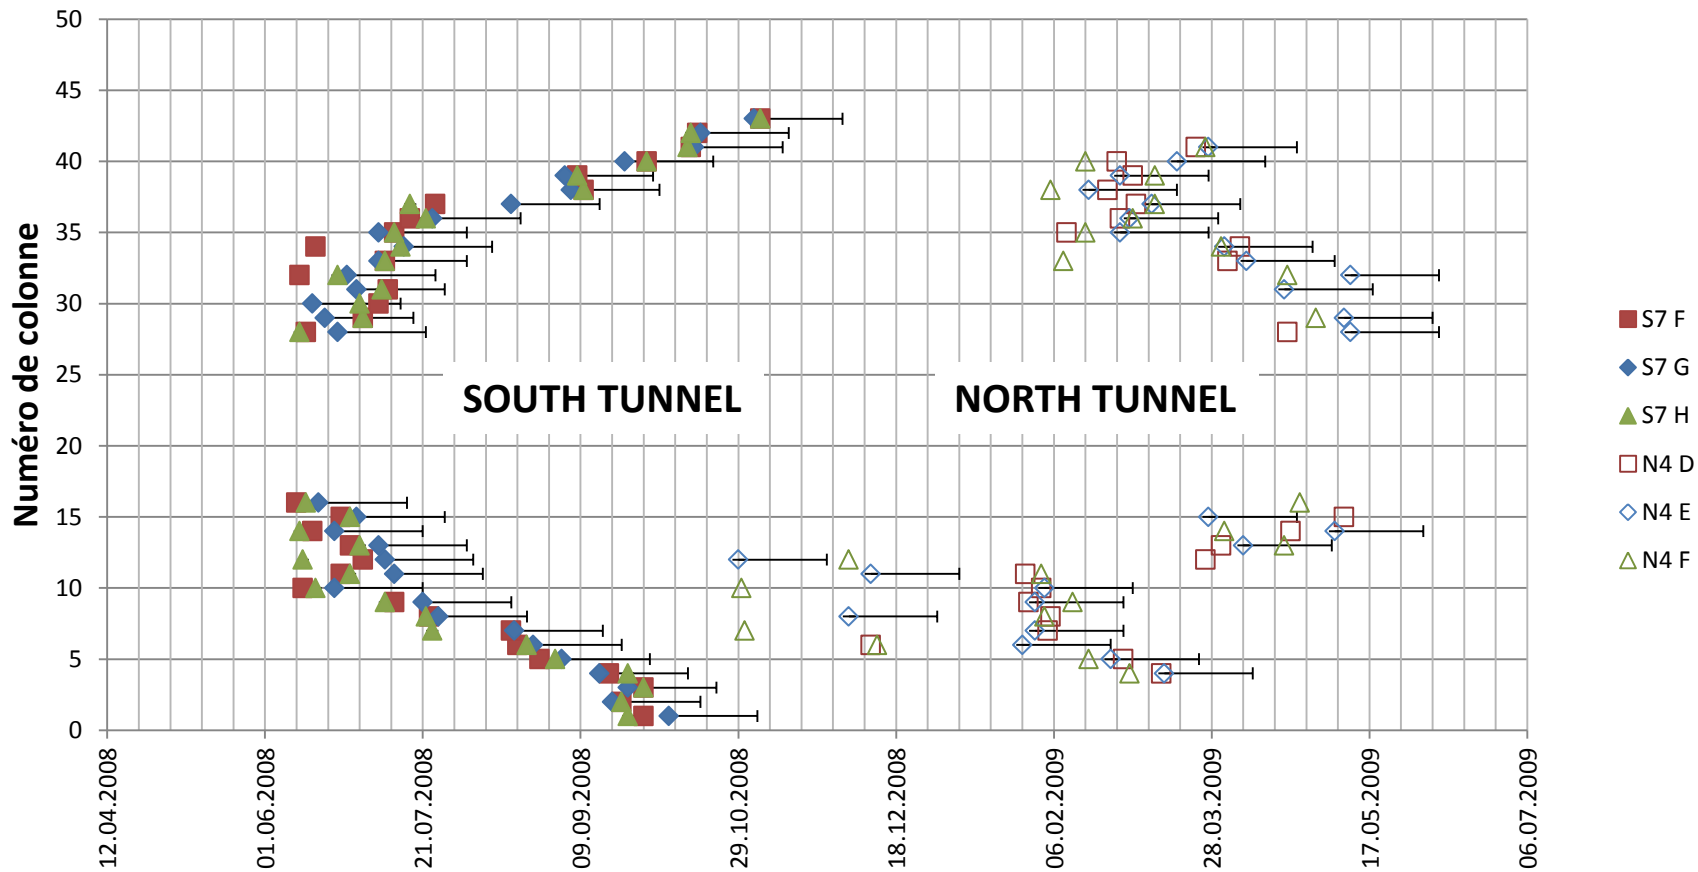 50
45
40
35
30
25
20
15
10
5
0
Numéro de colonne
SOUTH TUNNEL
NORTH TUNNEL
12.04.2008
01.06.2008
21.07.2008
09.09.2008
29.10.2008
18.12.2008
06.02.2009
28.03.2009
17.05.2009
06.07.2009
S7 F
S7 G
S7 H
N4 D
N4 E
N4 F